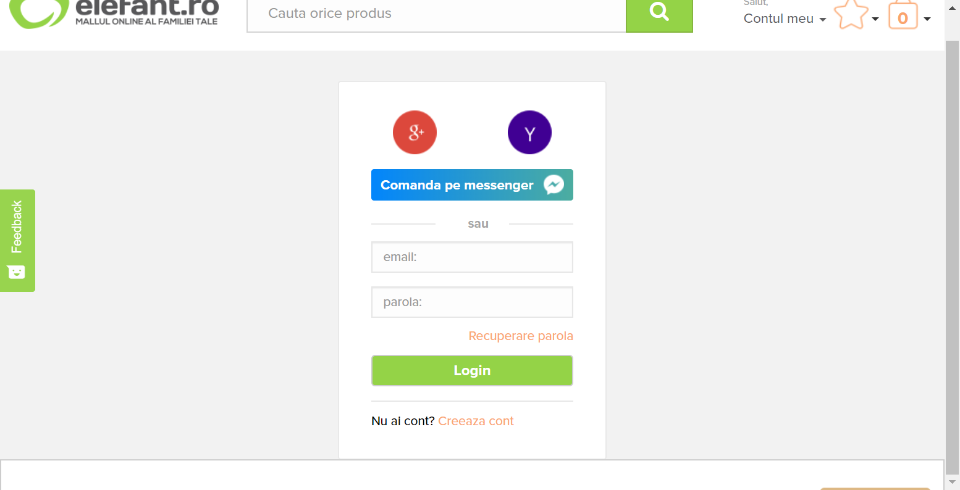 elefant.ro
MALLUL ONLINE AL FAMILIEI TALE
Cauta orice produs
Salut,
Contul meu
0
g+
Y
Comanda pe messenger
sau
email:
parola:
Recuperare parola
Login
Nu ai cont? Creeaza cont
Feedback